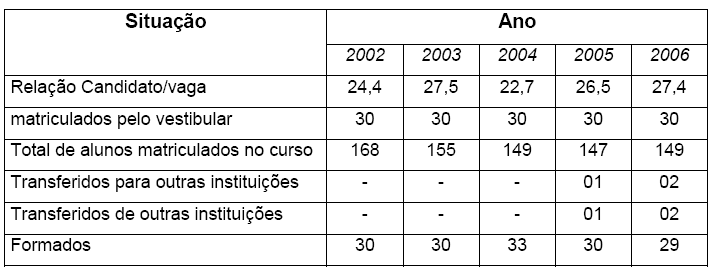 Situação Ano
2002 2003 2004 2005 2006
Relação Candidato/vaga 24,4 27,5 22,7 26,5 27,4
matriculados pelo vestibular 30 30 30 30 30
Total de alunos matriculados no curso 168 155 149 147 149
Transferidos para outras instituições - - - 01 02
Transferidos de outras instituições - - - 01 02
Formados 30 30 33 30 29